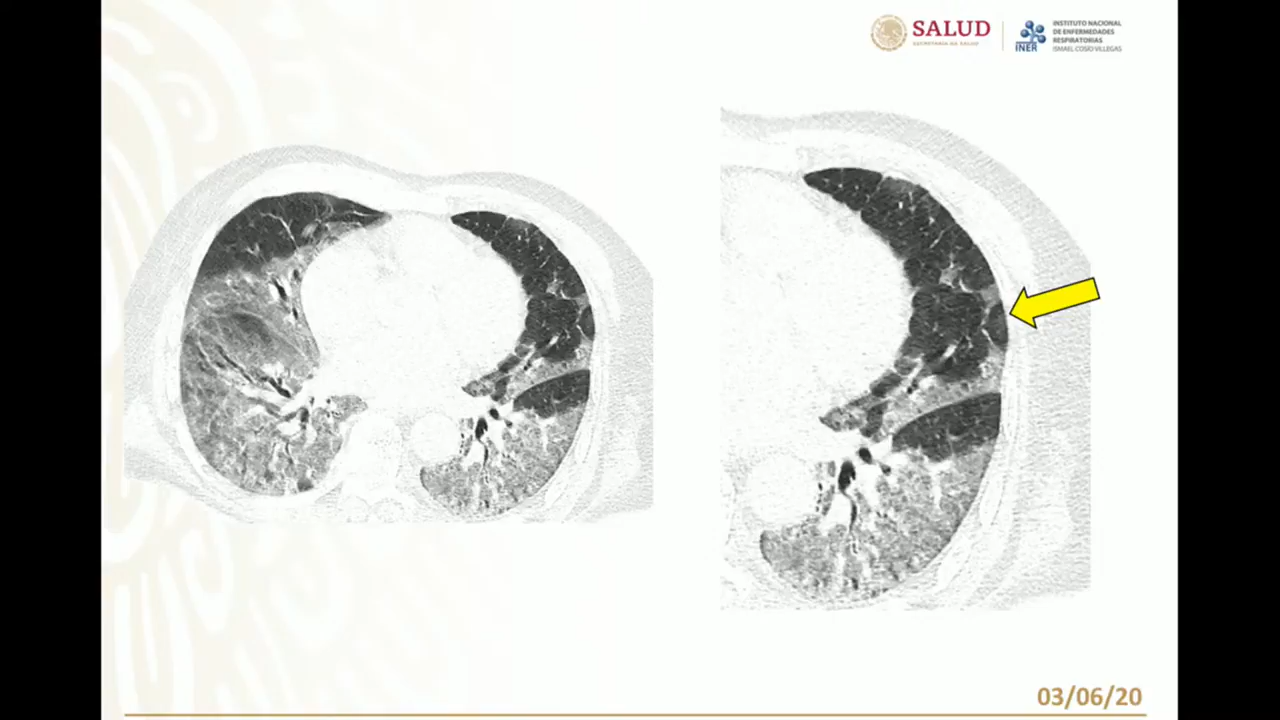 SALUD
SECRETARÍA DE SALUD
INER
INSTITUTO NACIONAL
DE ENFERMEDADES
RESPIRATORIAS
ISMAEL COSÍO VILLEGAS
03/06/20